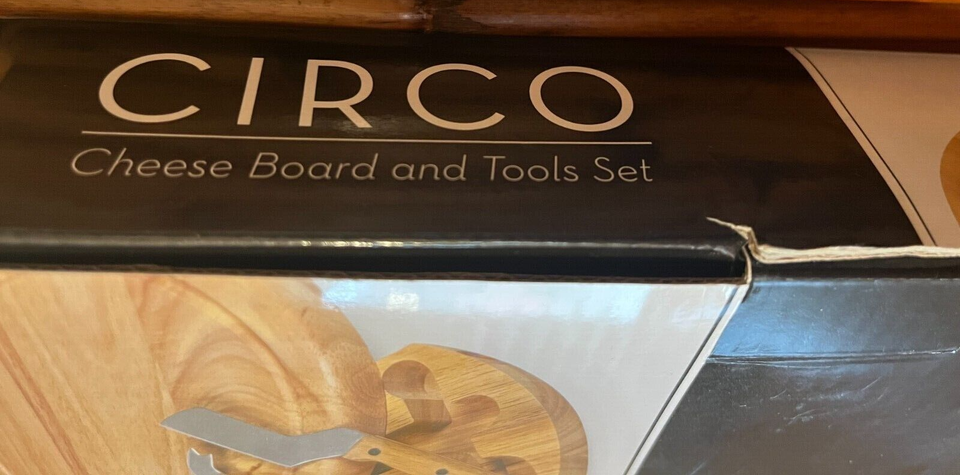 CIRCO
Cheese Board and Tools Set